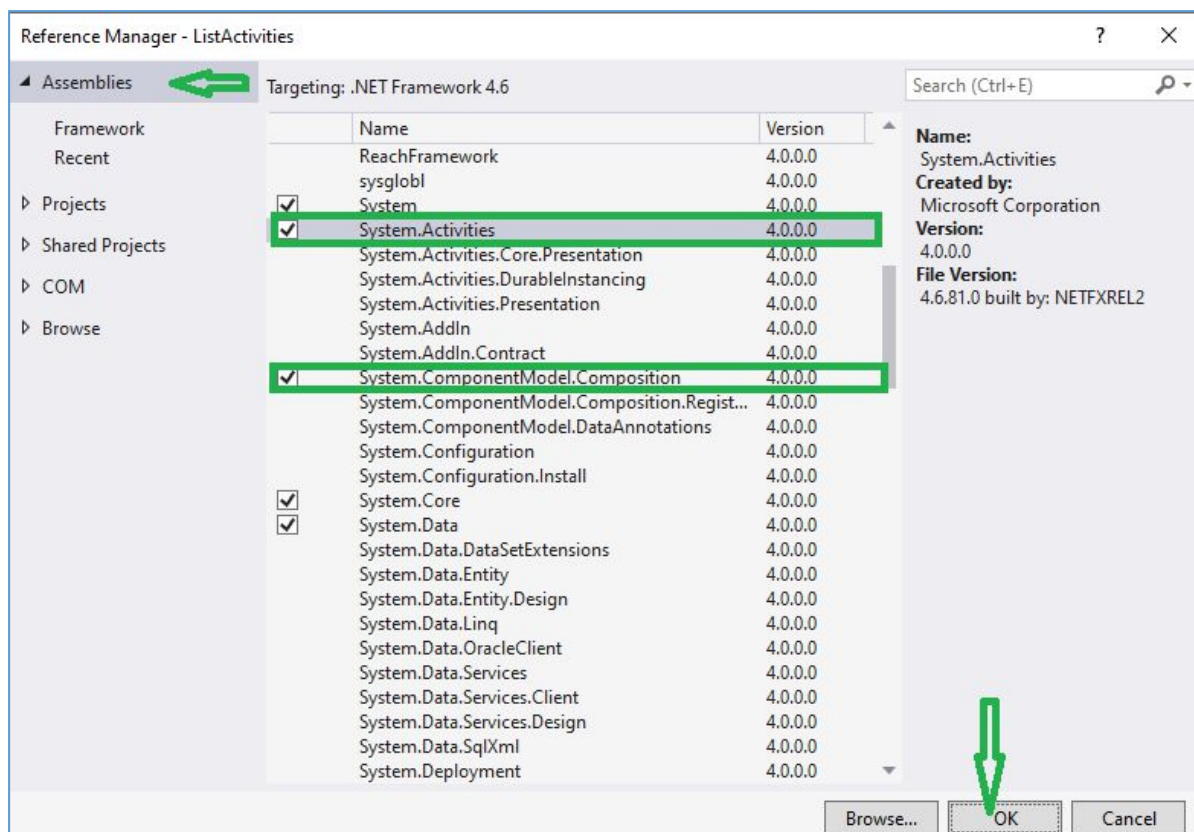 Reference Manager - ListActivities
?
Assemblies
Framework
Recent
Projects
Shared Projects
COM
Browse
Targeting: .NET Framework 4.6
Name Version
ReachFramework 4.0.0.0
sysglobl 4.0.0.0
System 4.0.0.0
System.Activities 4.0.0.0
System.Activities.Core.Presentation 4.0.0.0
System.Activities.DurableInstancing 4.0.0.0
System.Activities.Presentation 4.0.0.0
System.AddIn 4.0.0.0
System.AddIn.Contract 4.0.0.0
System.ComponentModel.Composition 4.0.0.0
System.ComponentModel.Composition.Regist... 4.0.0.0
System.ComponentModel.DataAnnotations 4.0.0.0
System.Configuration 4.0.0.0
System.Configuration.Install 4.0.0.0
System.Core 4.0.0.0
System.Data 4.0.0.0
System.Data.DataSetExtensions 4.0.0.0
System.Data.Entity 4.0.0.0
System.Data.Entity.Design 4.0.0.0
System.Data.Linq 4.0.0.0
System.Data.OracleClient 4.0.0.0
System.Data.Services 4.0.0.0
System.Data.Services.Client 4.0.0.0
System.Data.Services.Design 4.0.0.0
System.Data.SqlXml 4.0.0.0
System.Deployment 4.0.0.0
Search (Ctrl+E)
Name:
System.Activities
Created by:
Microsoft Corporation
Version:
4.0.0.0
File Version:
4.6.81.0 built by: NETFXREL2
Browse... OK Cancel